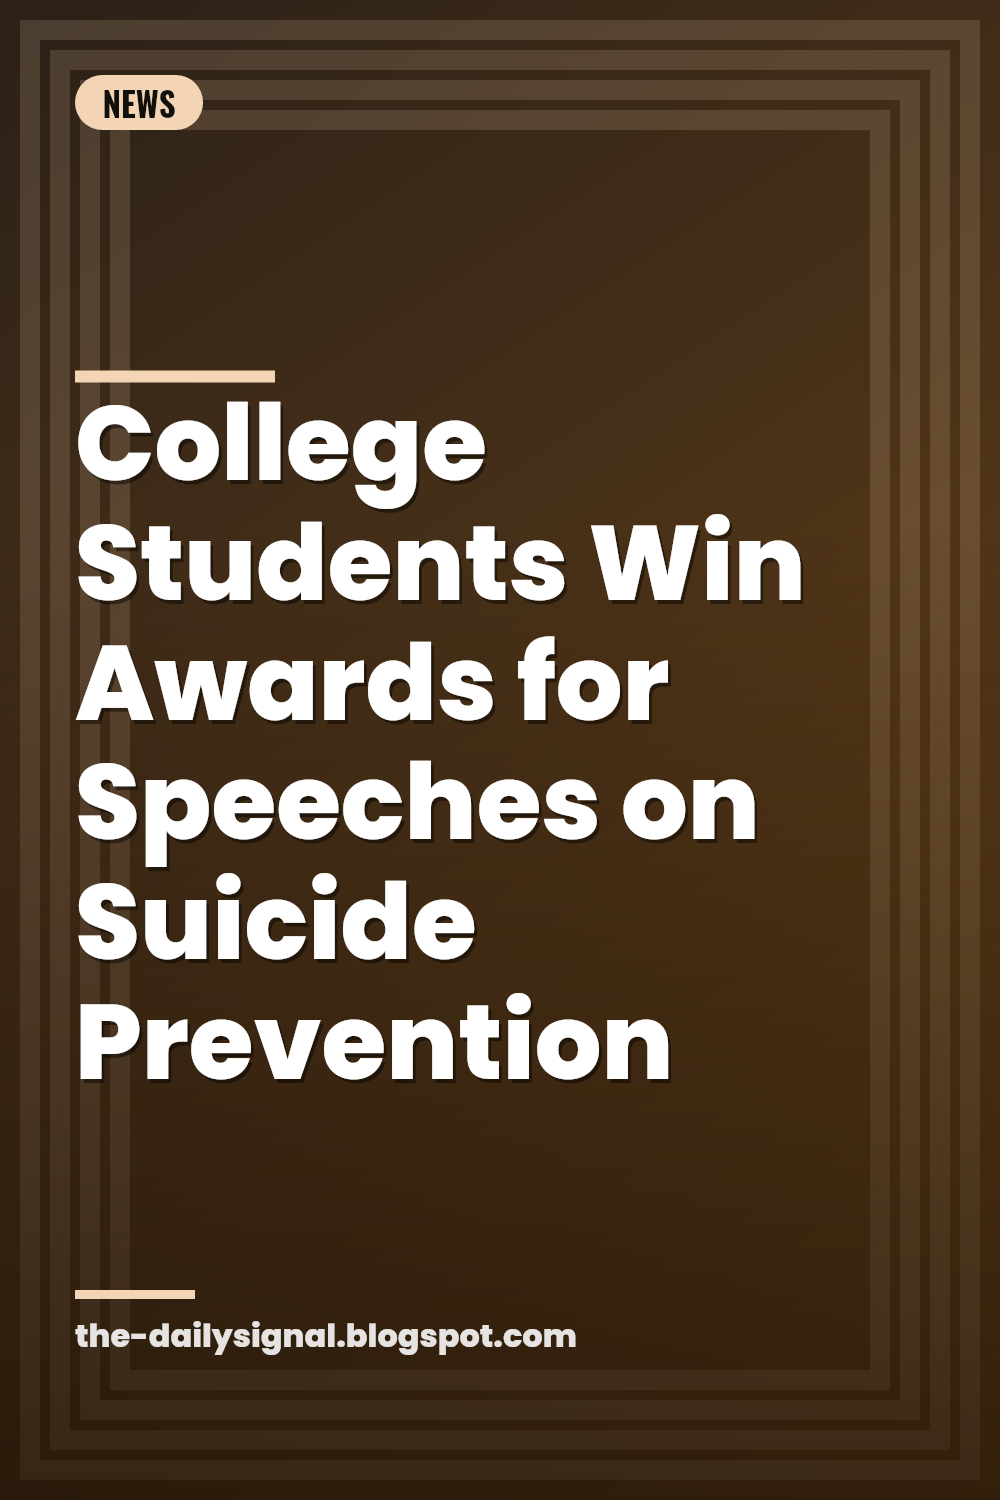 NEWS
College
Students Win
Awards for
Speeches on
Suicide
Prevention
the-dailysignal.blogspot.com